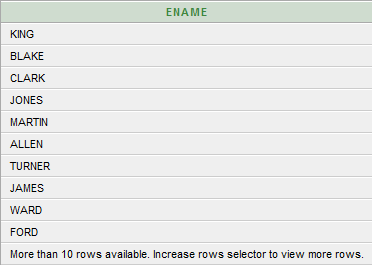 ENAME
KING
BLAKE
CLARK
JONES
MARTIN
ALLEN
TURNER
JAMES
WARD
FORD
More than 10 rows available. Increase rows selector to view more rows.